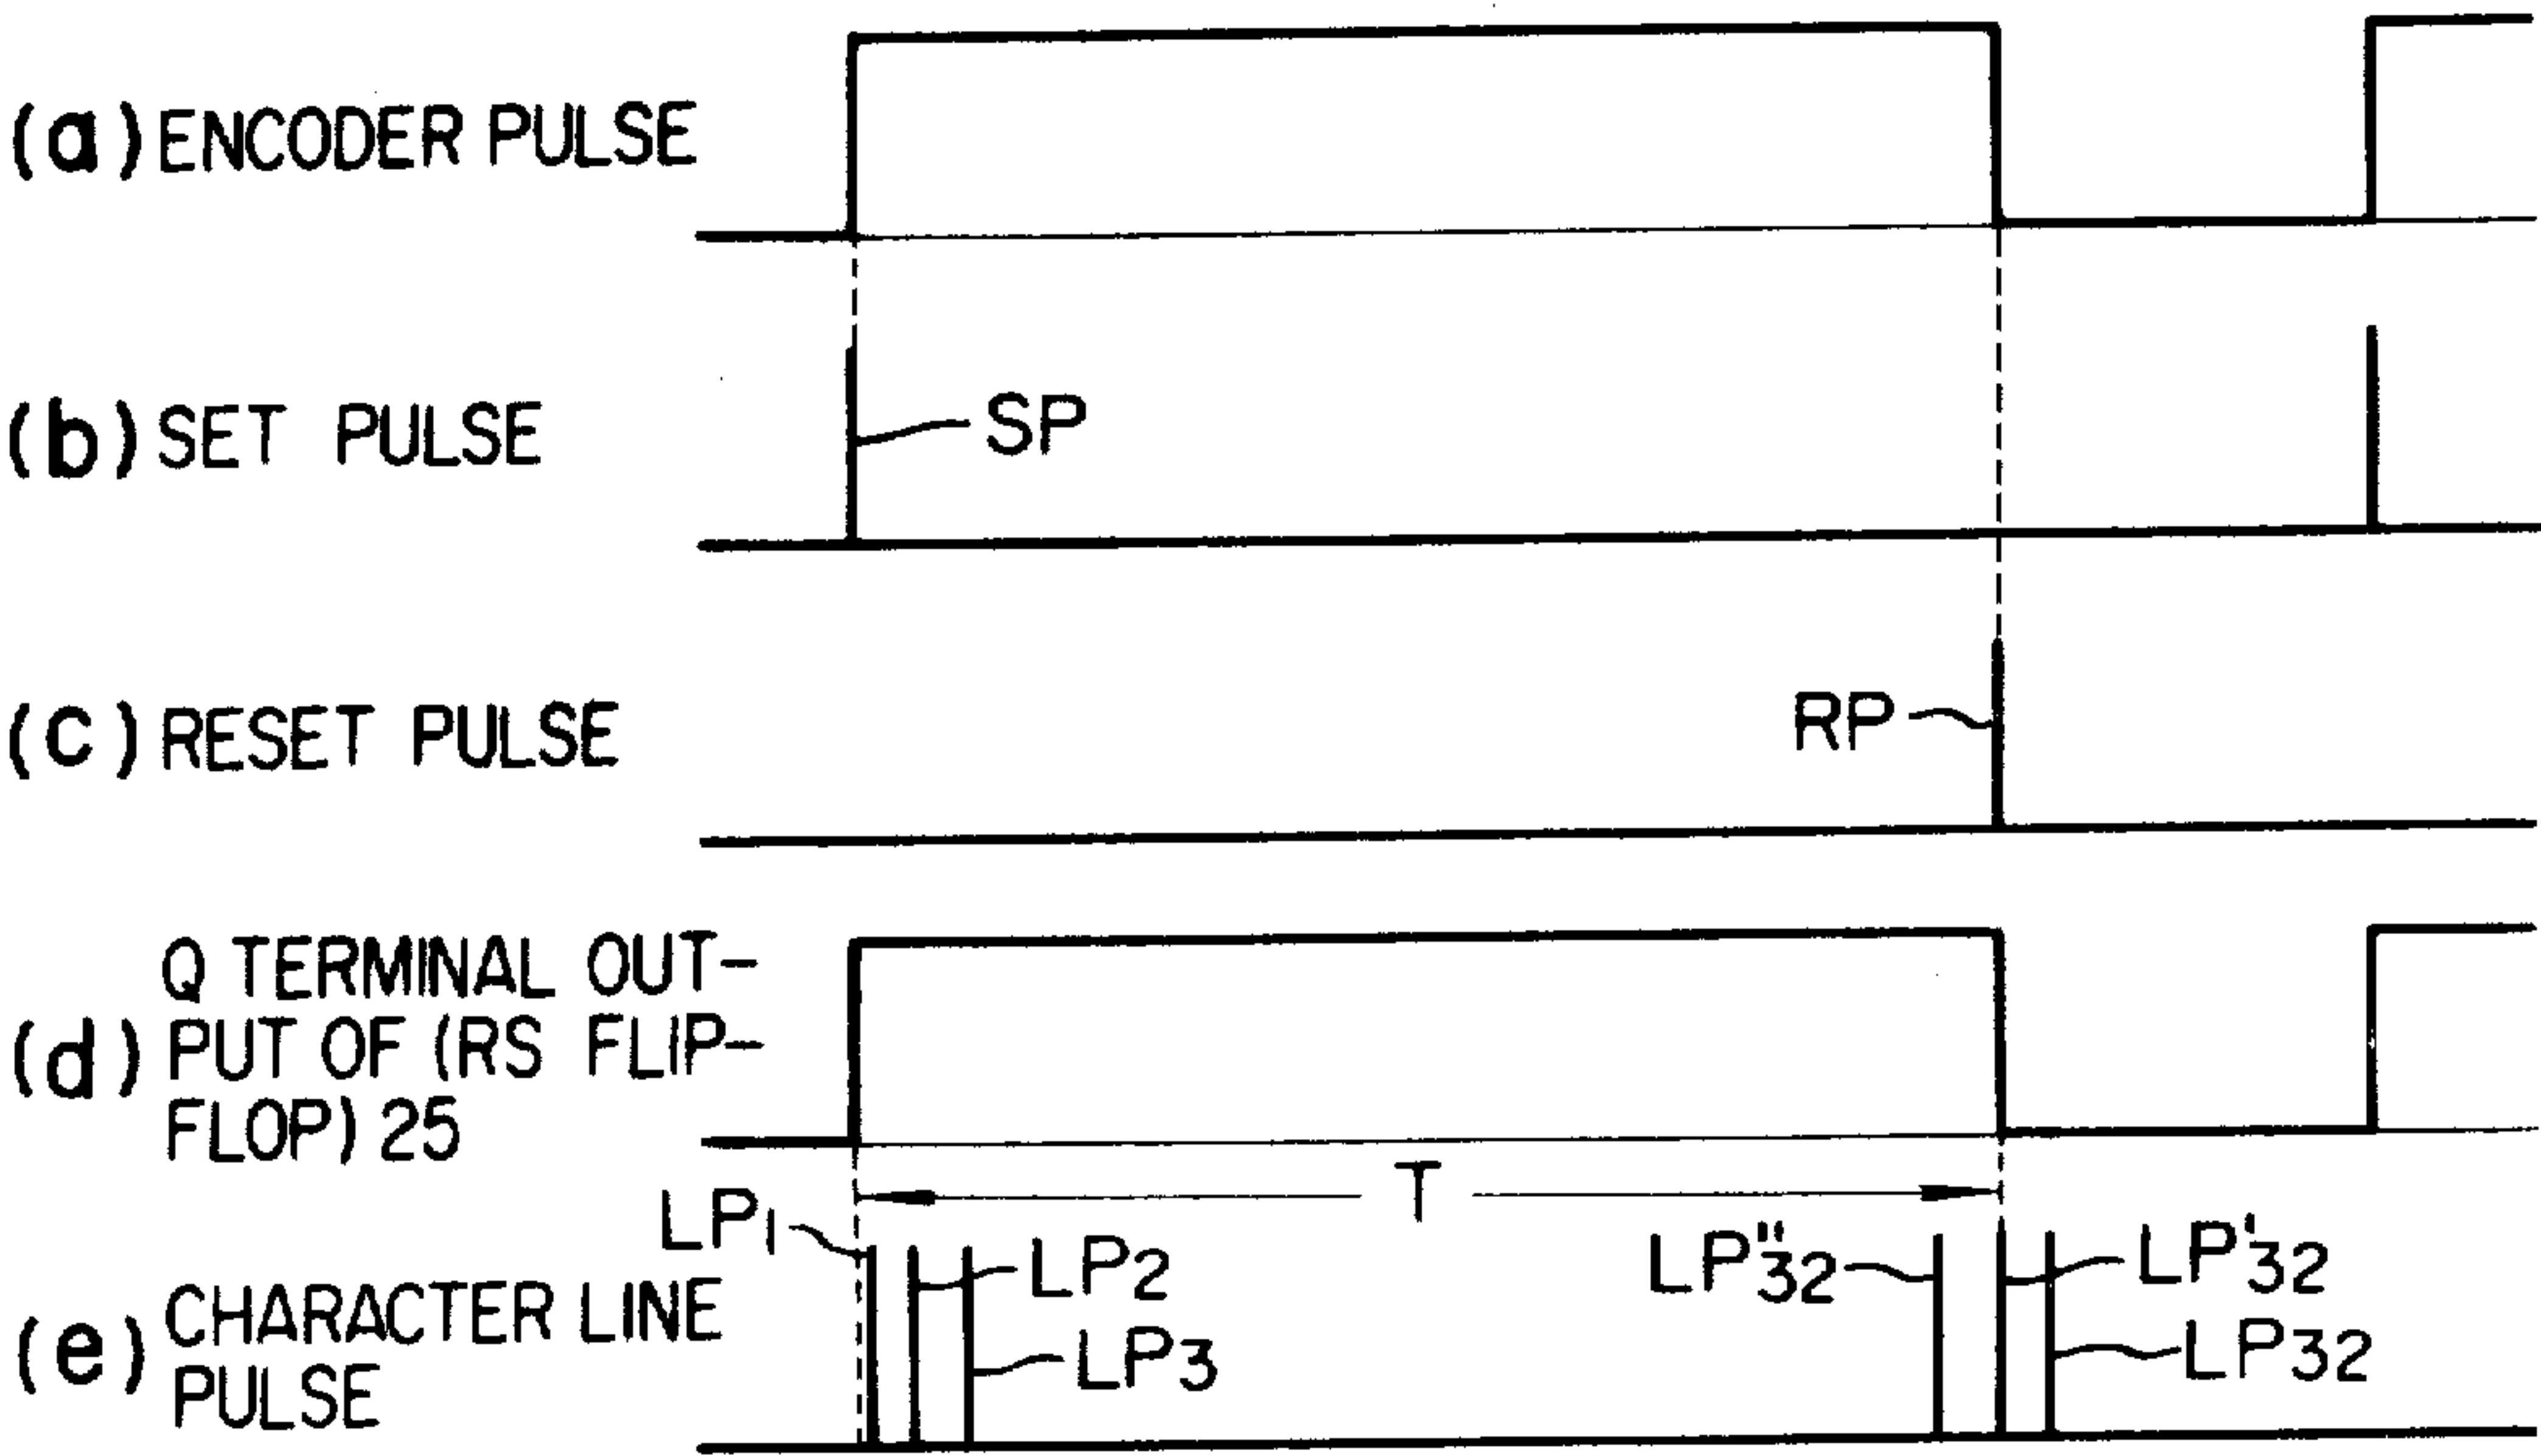 (a) ENCODER PULSE
(b) SET PULSE
SP
(c) RESET PULSE
RP
(d) Q TERMINAL OUT-
PUT OF (RS FLIP-
FLOP) 25
T
LP1
LP2
LP3
LP"32
LP'32
LP32
(e) CHARACTER LINE
PULSE